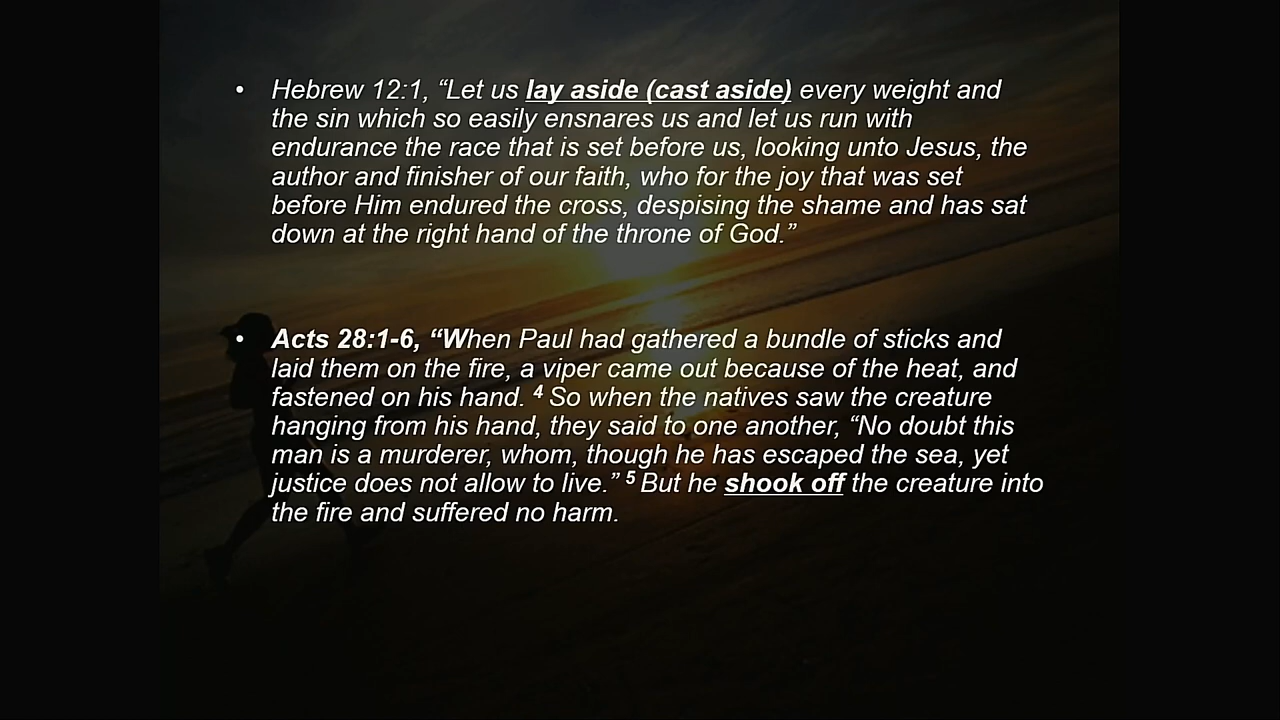 • Hebrew 12:1, “Let us lay aside (cast aside) every weight and
the sin which so easily ensnares us and let us run with
endurance the race that is set before us, looking unto Jesus, the
author and finisher of our faith, who for the joy that was set
before Him endured the cross, despising the shame and has sat
down at the right hand of the throne of God.”
• Acts 28:1-6, “When Paul had gathered a bundle of sticks and
laid them on the fire, a viper came out because of the heat, and
fastened on his hand. 4 So when the natives saw the creature
hanging from his hand, they said to one another, “No doubt this
man is a murderer, whom, though he has escaped the sea, yet
justice does not allow to live.” 5 But he shook off the creature into
the fire and suffered no harm.